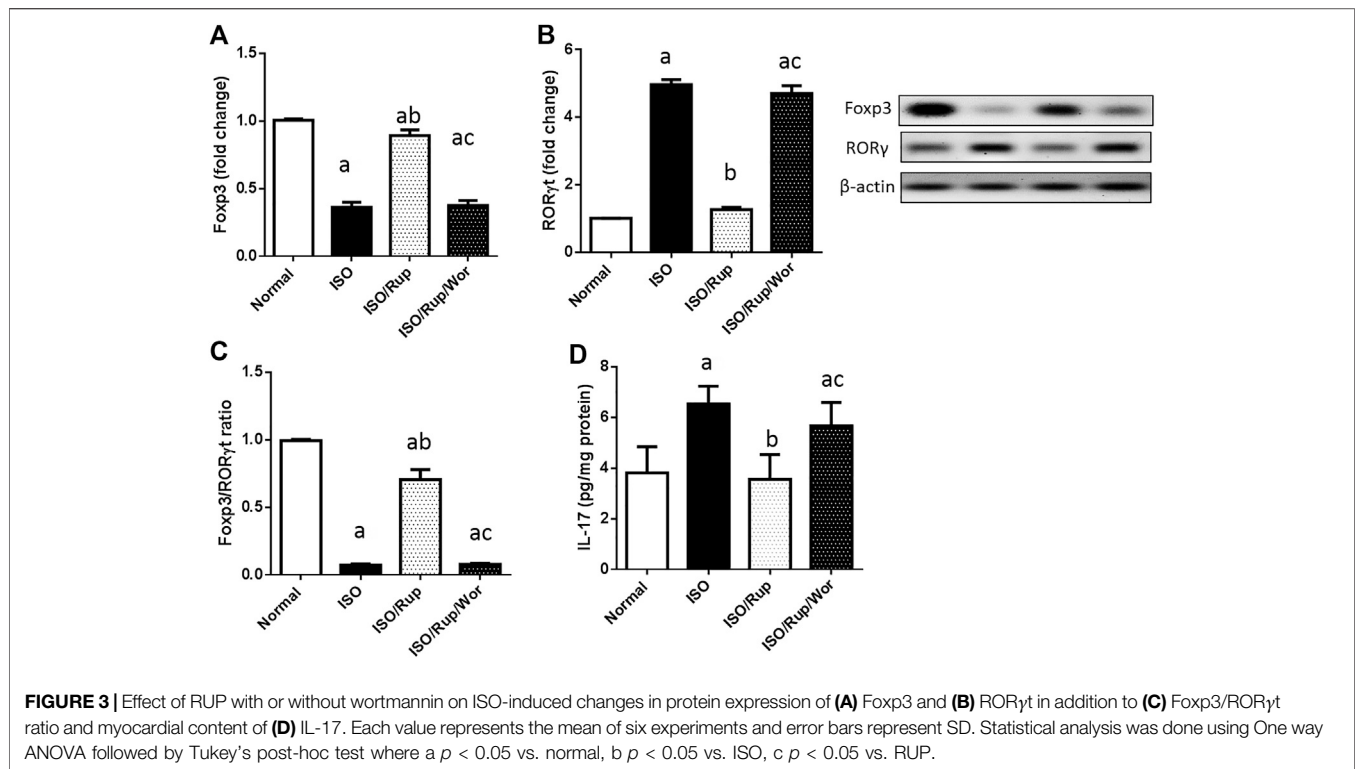 A
Foxp3 (fold change)
1.5
1.0
0.5
0.0
a
ab
ac
Normal
ISO
ISO/Rup
ISO/Rup/Wor
B
RORγt (fold change)
6
4
2
0
a
b
ac
Normal
ISO
ISO/Rup
ISO/Rup/Wor
Foxp3
RORγ
β-actin
C
Foxp3/RORγt ratio
1.5
1.0
0.5
0.0
a
ab
ac
Normal
ISO
ISO/Rup
ISO/Rup/Wor
D
IL-17 (pg/mg protein)
8
6
4
2
0
a
b
ac
Normal
ISO
ISO/Rup
ISO/Rup/Wor
FIGURE 3 | Effect of RUP with or without wortmannin on ISO-induced changes in protein expression of (A) Foxp3 and (B) RORγt in addition to (C) Foxp3/RORγt
ratio and myocardial content of (D) IL-17. Each value represents the mean of six experiments and error bars represent SD. Statistical analysis was done using One way
ANOVA followed by Tukey's post-hoc test where a p < 0.05 vs. normal, b p < 0.05 vs. ISO, c p < 0.05 vs. RUP.